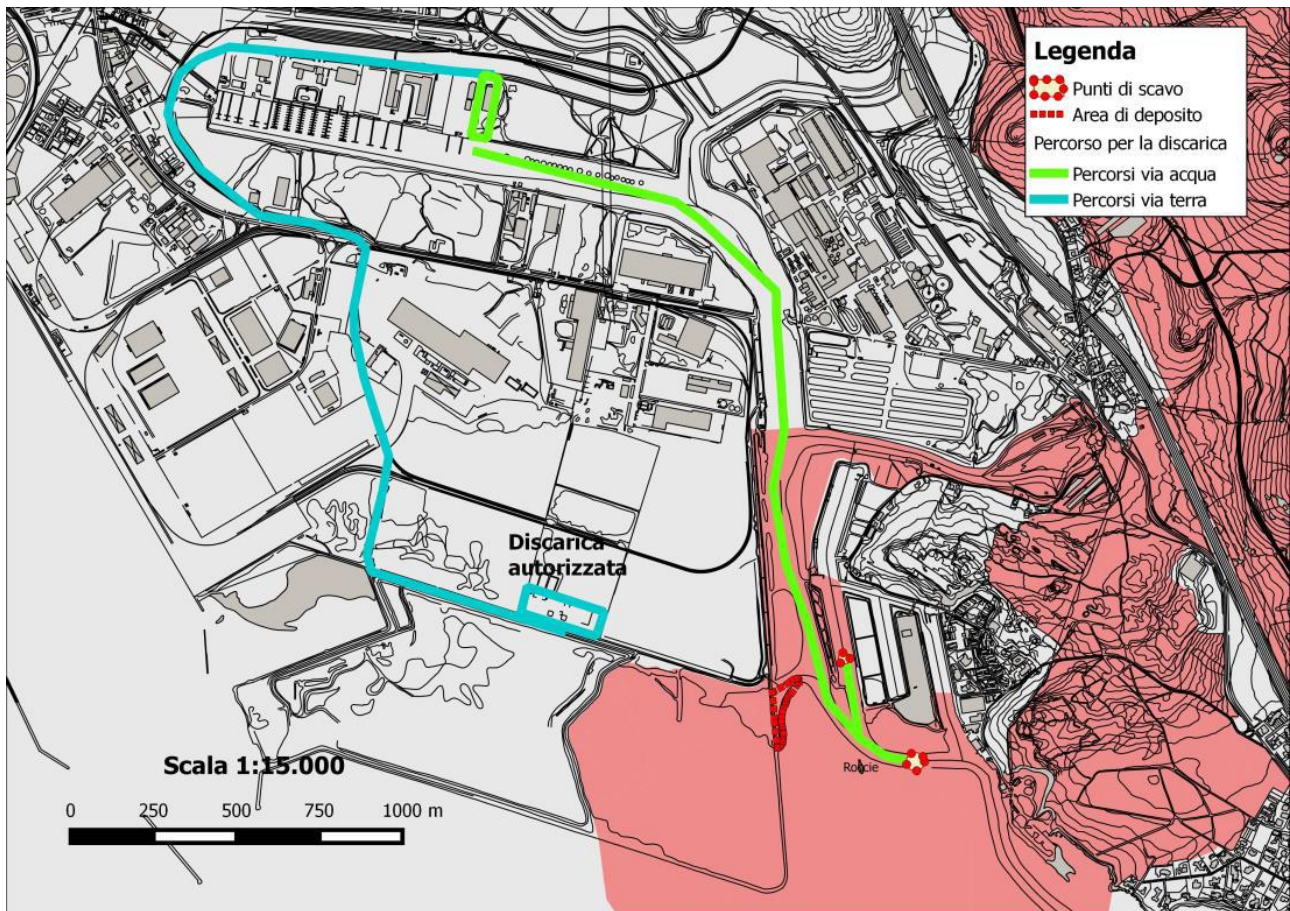 Legenda
Punti di scavo
Area di deposito
Percorso per la discarica
Percorsi via acqua
Percorsi via terra
Discarica
autorizzata
Roccie
Scala 1:15.000
0 250 500 750 1000 m